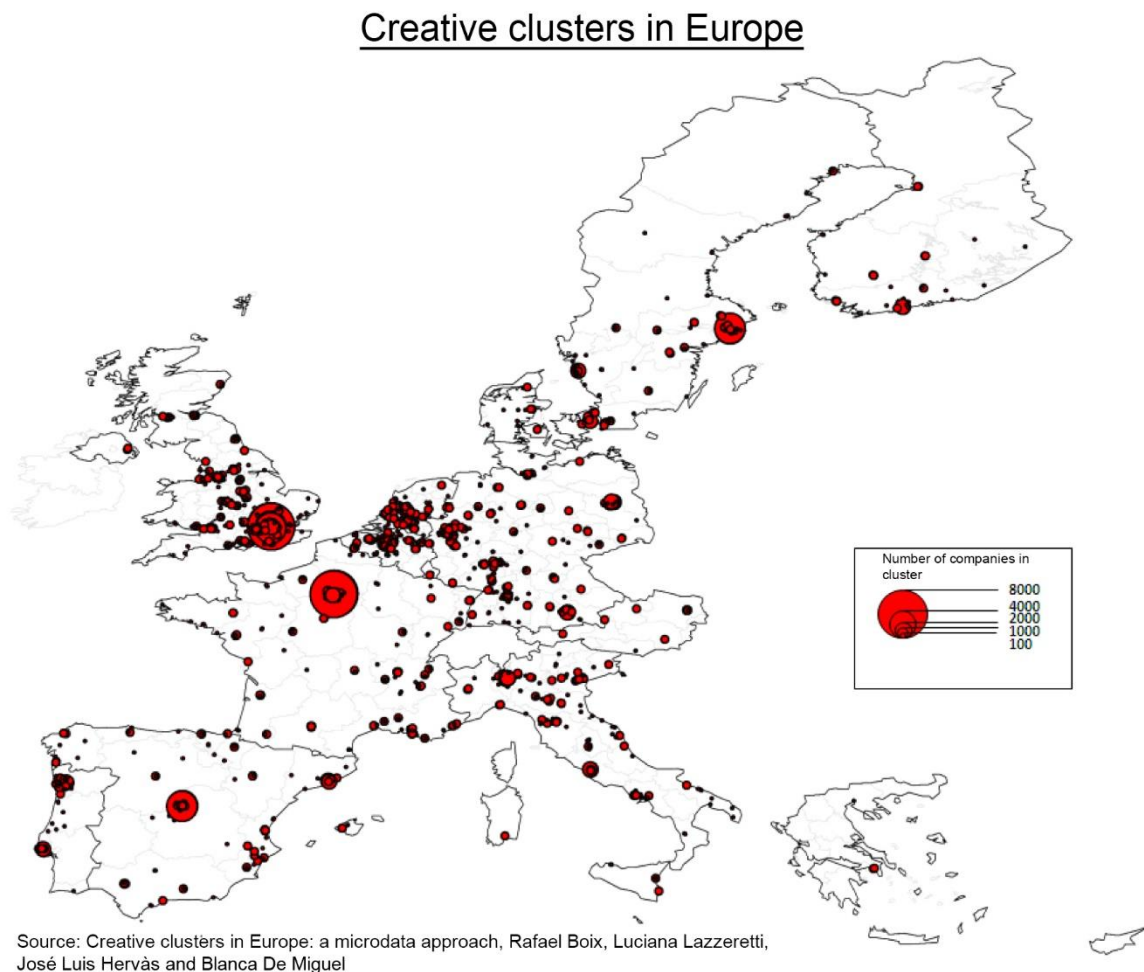 Creative clusters in Europe
Number of companies in
cluster
8000
4000
2000
1000
100
Source: Creative clusters in Europe: a microdata approach, Rafael Boix, Luciana Lazzeretti,
José Luis Hervàs and Blanca De Miguel